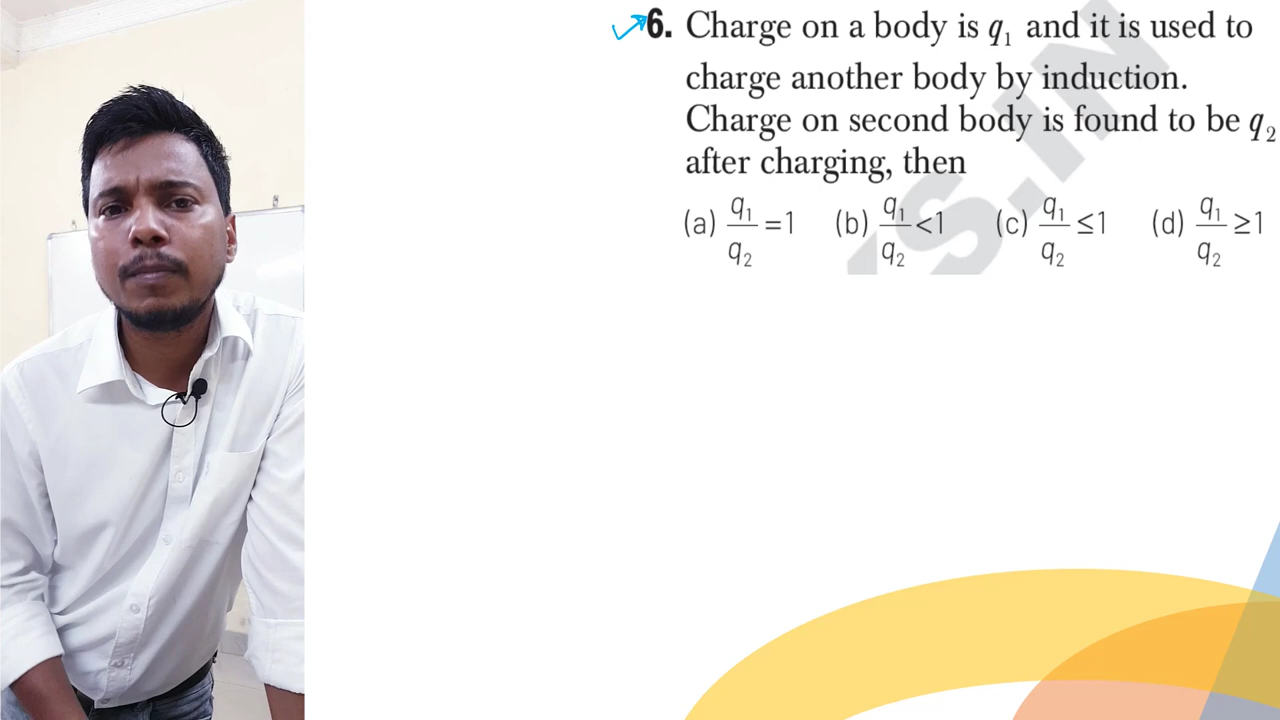 6. Charge on a body is q₁ and it is used to
charge another body by induction.
Charge on second body is found to be q₂
after charging, then
(a) q₁/q₂ =1 (b) q₁/q₂ <1 (c) q₁/q₂ ≤1 (d) q₁/q₂ ≥1
S.IN